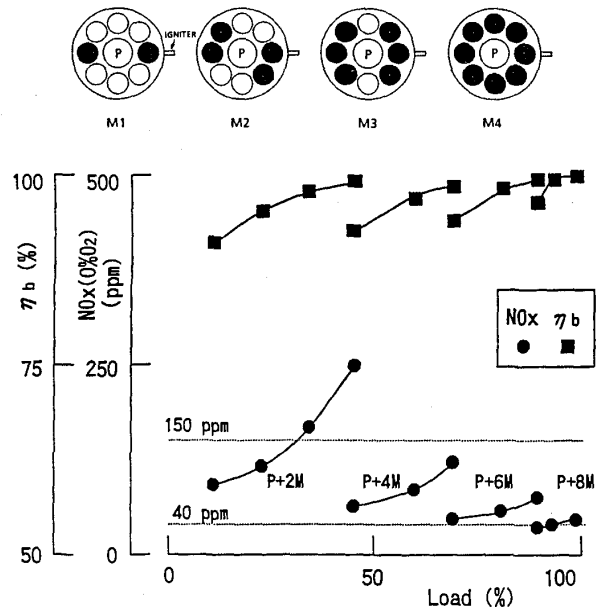 P
P
P
P
IGNITER
M1
M2
M3
M4
100
500
η b (%)
NOx(0%O2)
(ppm)
NOx η b
75
250
150 ppm
P+2M
P+4M
P+6M
P+8M
40 ppm
50
0
0
50
100
Load (%)